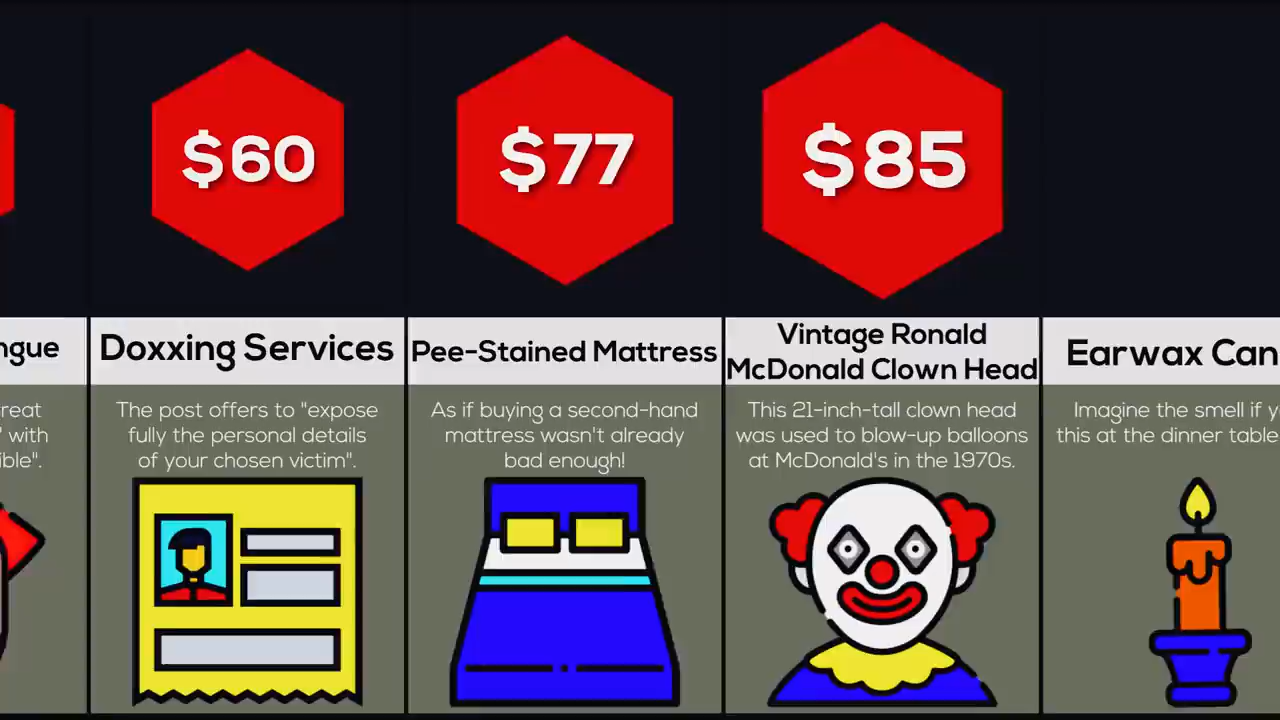 $60
$77
$85
Doxxing Services
Pee-Stained Mattress
Vintage Ronald
McDonald Clown Head
Earwax
The post offers to "expose
fully the personal details
of your chosen victim".
As if buying a second-hand
mattress wasn't already
bad enough!
This 21-inch-tall clown head
was used to blow-up balloons
at McDonald's in the 1970s.
Imagine the smell if
this at the dinner table
with